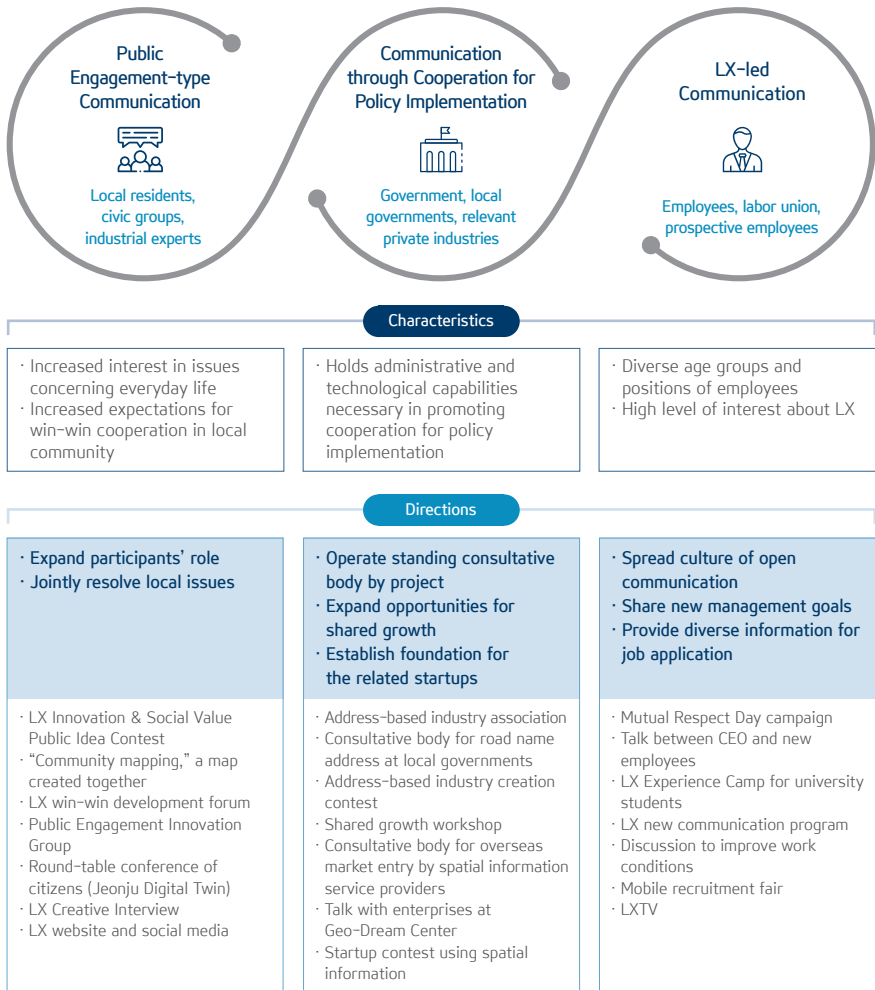 Public
Engagement-type
Communication
Local residents,
civic groups,
industrial experts
Communication
through Cooperation for
Policy Implementation
Government, local
governments, relevant
private industries
LX-led
Communication
Employees, labor union,
prospective employees
Characteristics
· Increased interest in issues
concerning everyday life
· Increased expectations for
win-win cooperation in local
community
· Holds administrative and
technological capabilities
necessary in promoting
cooperation for policy
implementation
· Diverse age groups and
positions of employees
· High level of interest about LX
Directions
· Expand participants' role
· Jointly resolve local issues
· Operate standing consultative
body by project
· Expand opportunities for
shared growth
· Establish foundation for
the related startups
· Spread culture of open
communication
· Share new management goals
· Provide diverse information for
job application
· LX Innovation & Social Value
Public Idea Contest
· “Community mapping,” a map
created together
· LX win-win development forum
· Public Engagement Innovation
Group
· Round-table conference of
citizens (Jeonju Digital Twin)
· LX Creative Interview
· LX website and social media
· Address-based industry association
· Consultative body for road name
address at local governments
· Address-based industry creation
contest
· Shared growth workshop
· Consultative body for overseas
market entry by spatial information
service providers
· Talk with enterprises at
Geo-Dream Center
· Startup contest using spatial
information
· Mutual Respect Day campaign
· Talk between CEO and new
employees
· LX Experience Camp for university
students
· LX new communication program
· Discussion to improve work
conditions
· Mobile recruitment fair
· LXTV